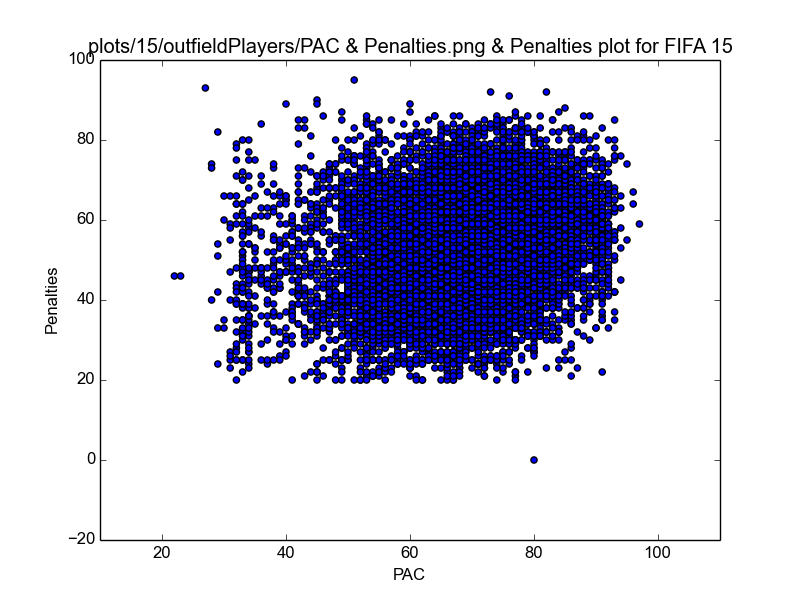 plots/15/outfieldPlayers/PAC & Penalties.png & Penalties plot for FIFA 15
100
80
60
40
20
0
−20
Penalties
20 40 60 80 100
PAC